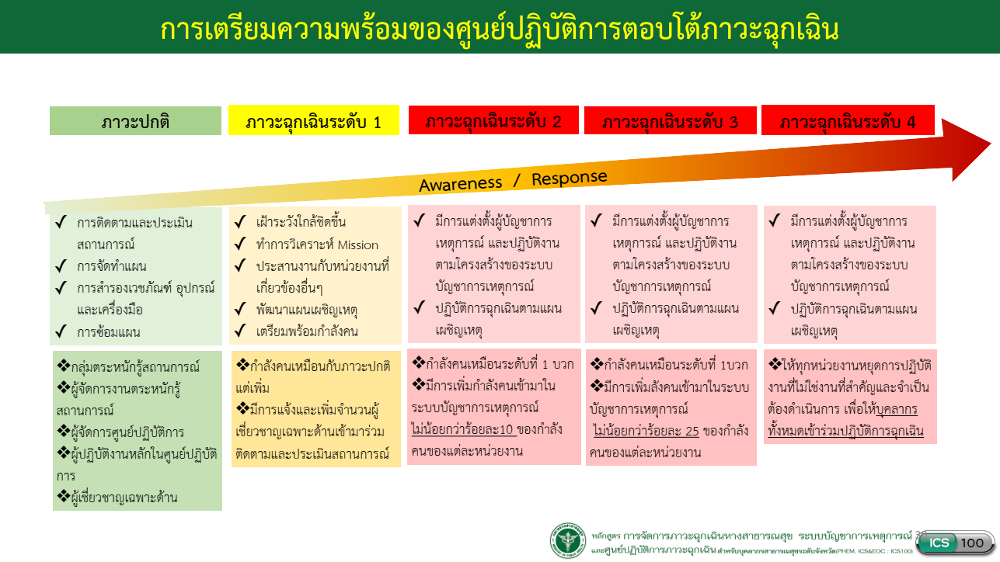 การเตรียมความพร้อมของศูนย์ปฏิบัติการตอบโต้ภาวะฉุกเฉิน
ภาวะปกติ
ภาวะฉุกเฉินระดับ 1
ภาวะฉุกเฉินระดับ 2
ภาวะฉุกเฉินระดับ 3
ภาวะฉุกเฉินระดับ 4
Awareness / Response
✓ การติดตามและประเมิน
สถานการณ์
✓ การจัดทำแผน
✓ การสำรองเวชภัณฑ์ อุปกรณ์
และเครื่องมือ
✓ การซ้อมแผน
✓ เฝ้าระวังใกล้ชิดขึ้น
✓ ทำการวิเคราะห์ Mission
✓ ประสานงานกับหน่วยงานที่
เกี่ยวข้องอื่นๆ
✓ พัฒนาแผนเผชิญเหตุ
✓ เตรียมพร้อมกำลังคน
✓ มีการแต่งตั้งผู้บัญชาการ
เหตุการณ์ และปฏิบัติงาน
ตามโครงสร้างของระบบ
บัญชาการเหตุการณ์
✓ ปฏิบัติการฉุกเฉินตามแผน
เผชิญเหตุ
✓ มีการแต่งตั้งผู้บัญชาการ
เหตุการณ์ และปฏิบัติงาน
ตามโครงสร้างของระบบ
บัญชาการเหตุการณ์
✓ ปฏิบัติการฉุกเฉินตามแผน
เผชิญเหตุ
✓ มีการแต่งตั้งผู้บัญชาการ
เหตุการณ์ และปฏิบัติงาน
ตามโครงสร้างของระบบ
บัญชาการเหตุการณ์
✓ ปฏิบัติการฉุกเฉินตามแผน
เผชิญเหตุ
❖กลุ่มตระหนักรู้สถานการณ์
❖ผู้จัดการงานตระหนักรู้
สถานการณ์
❖ผู้จัดการศูนย์ปฏิบัติการ
❖ผู้ปฏิบัติงานหลักในศูนย์ปฏิบัติ
การ
❖ผู้เชี่ยวชาญเฉพาะด้าน
❖กำลังคนเหมือนกับภาวะปกติ
แต่เพิ่ม
❖มีการแจ้งและเพิ่มจำนวนผู้
เชี่ยวชาญเฉพาะด้านเข้ามาร่วม
ติดตามและประเมินสถานการณ์
❖กำลังคนเหมือนระดับที่ 1 บวก
❖มีการเพิ่มกำลังคนเข้ามาใน
ระบบบัญชาการเหตุการณ์
ไม่น้อยกว่าร้อยละ10 ของกำลัง
คนของแต่ละหน่วยงาน
❖กำลังคนเหมือนระดับที่ 1บวก
❖มีการเพิ่มลังคนเข้ามาในระบบ
บัญชาการเหตุการณ์
ไม่น้อยกว่าร้อยละ 25 ของกำลัง
คนของแต่ละหน่วยงาน
❖ให้ทุกหน่วยงานหยุดการปฏิบัติ
งานที่ไม่ใช่งานที่สำคัญและจำเป็น
ต้องดำเนินการ เพื่อให้บุคลากร
ทั้งหมดเข้าร่วมปฏิบัติการฉุกเฉิน
หลักสูตร การจัดการภาวะฉุกเฉินทางสาธารณสุข ระบบบัญชาการเหตุการณ์
และศูนย์ปฏิบัติการภาวะฉุกเฉิน สำหรับบุคลากรสาธารณสุขระดับจังหวัด(PHEM, ICS&EOC : ICS100)
ICS 100